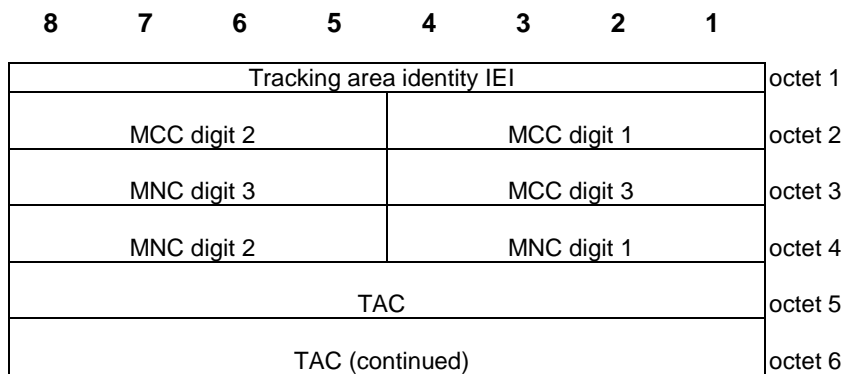 8 7 6 5 4 3 2 1
Tracking area identity IEI octet 1
MCC digit 2 MCC digit 1 octet 2
MNC digit 3 MCC digit 3 octet 3
MNC digit 2 MNC digit 1 octet 4
TAC octet 5
TAC (continued) octet 6